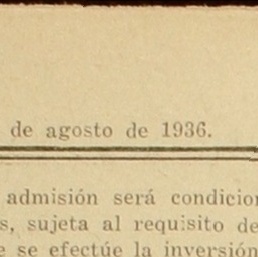 de agosto de 1936.
admisión será condicion
s, sujeta al requisito de
e se efectúe la inversión